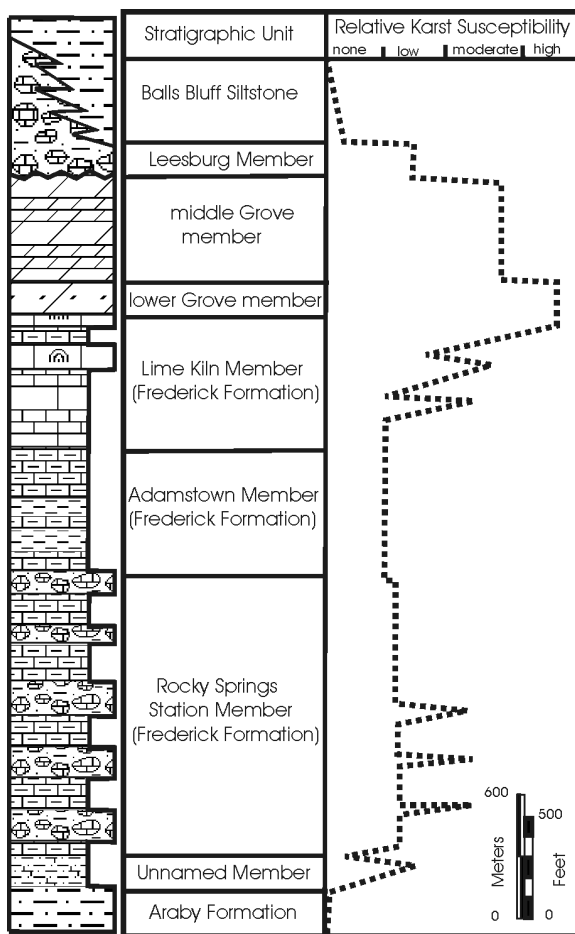 Stratigraphic Unit
Relative Karst Susceptibility
none low moderate high
Balls Bluff Siltstone
Leesburg Member
middle Grove
member
lower Grove member
Lime Kiln Member
(Frederick Formation)
Adamstown Member
(Frederick Formation)
Rocky Springs
Station Member
(Frederick Formation)
Unnamed Member
Araby Formation
600
500
Meters
Feet
0
0